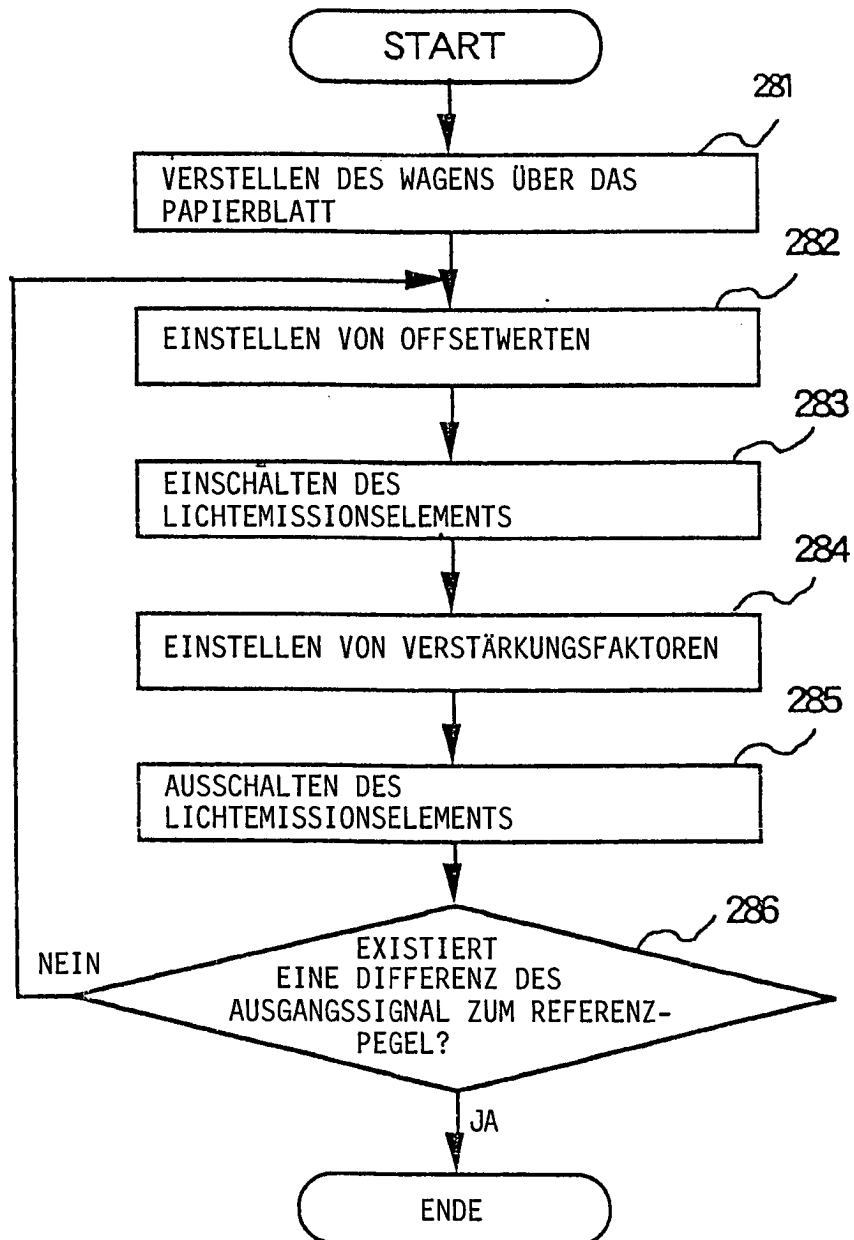 START
281
VERSTELLEN DES WAGENS ÜBER DAS
PAPIERBLATT
282
EINSTELLEN VON OFFSETWERTEN
283
EINSCHALTEN DES
LICHTEMISSIONSELEMENTS
284
EINSTELLEN VON VERSTÄRKUNGSFAKTOREN
285
AUSSCHALTEN DES
LICHTEMISSIONSELEMENTS
286
NEIN
EXISTIERT
EINE DIFFERENZ DES
AUSGANGSSIGNAL ZUM REFERENZ-
PEGEL?
JA
ENDE